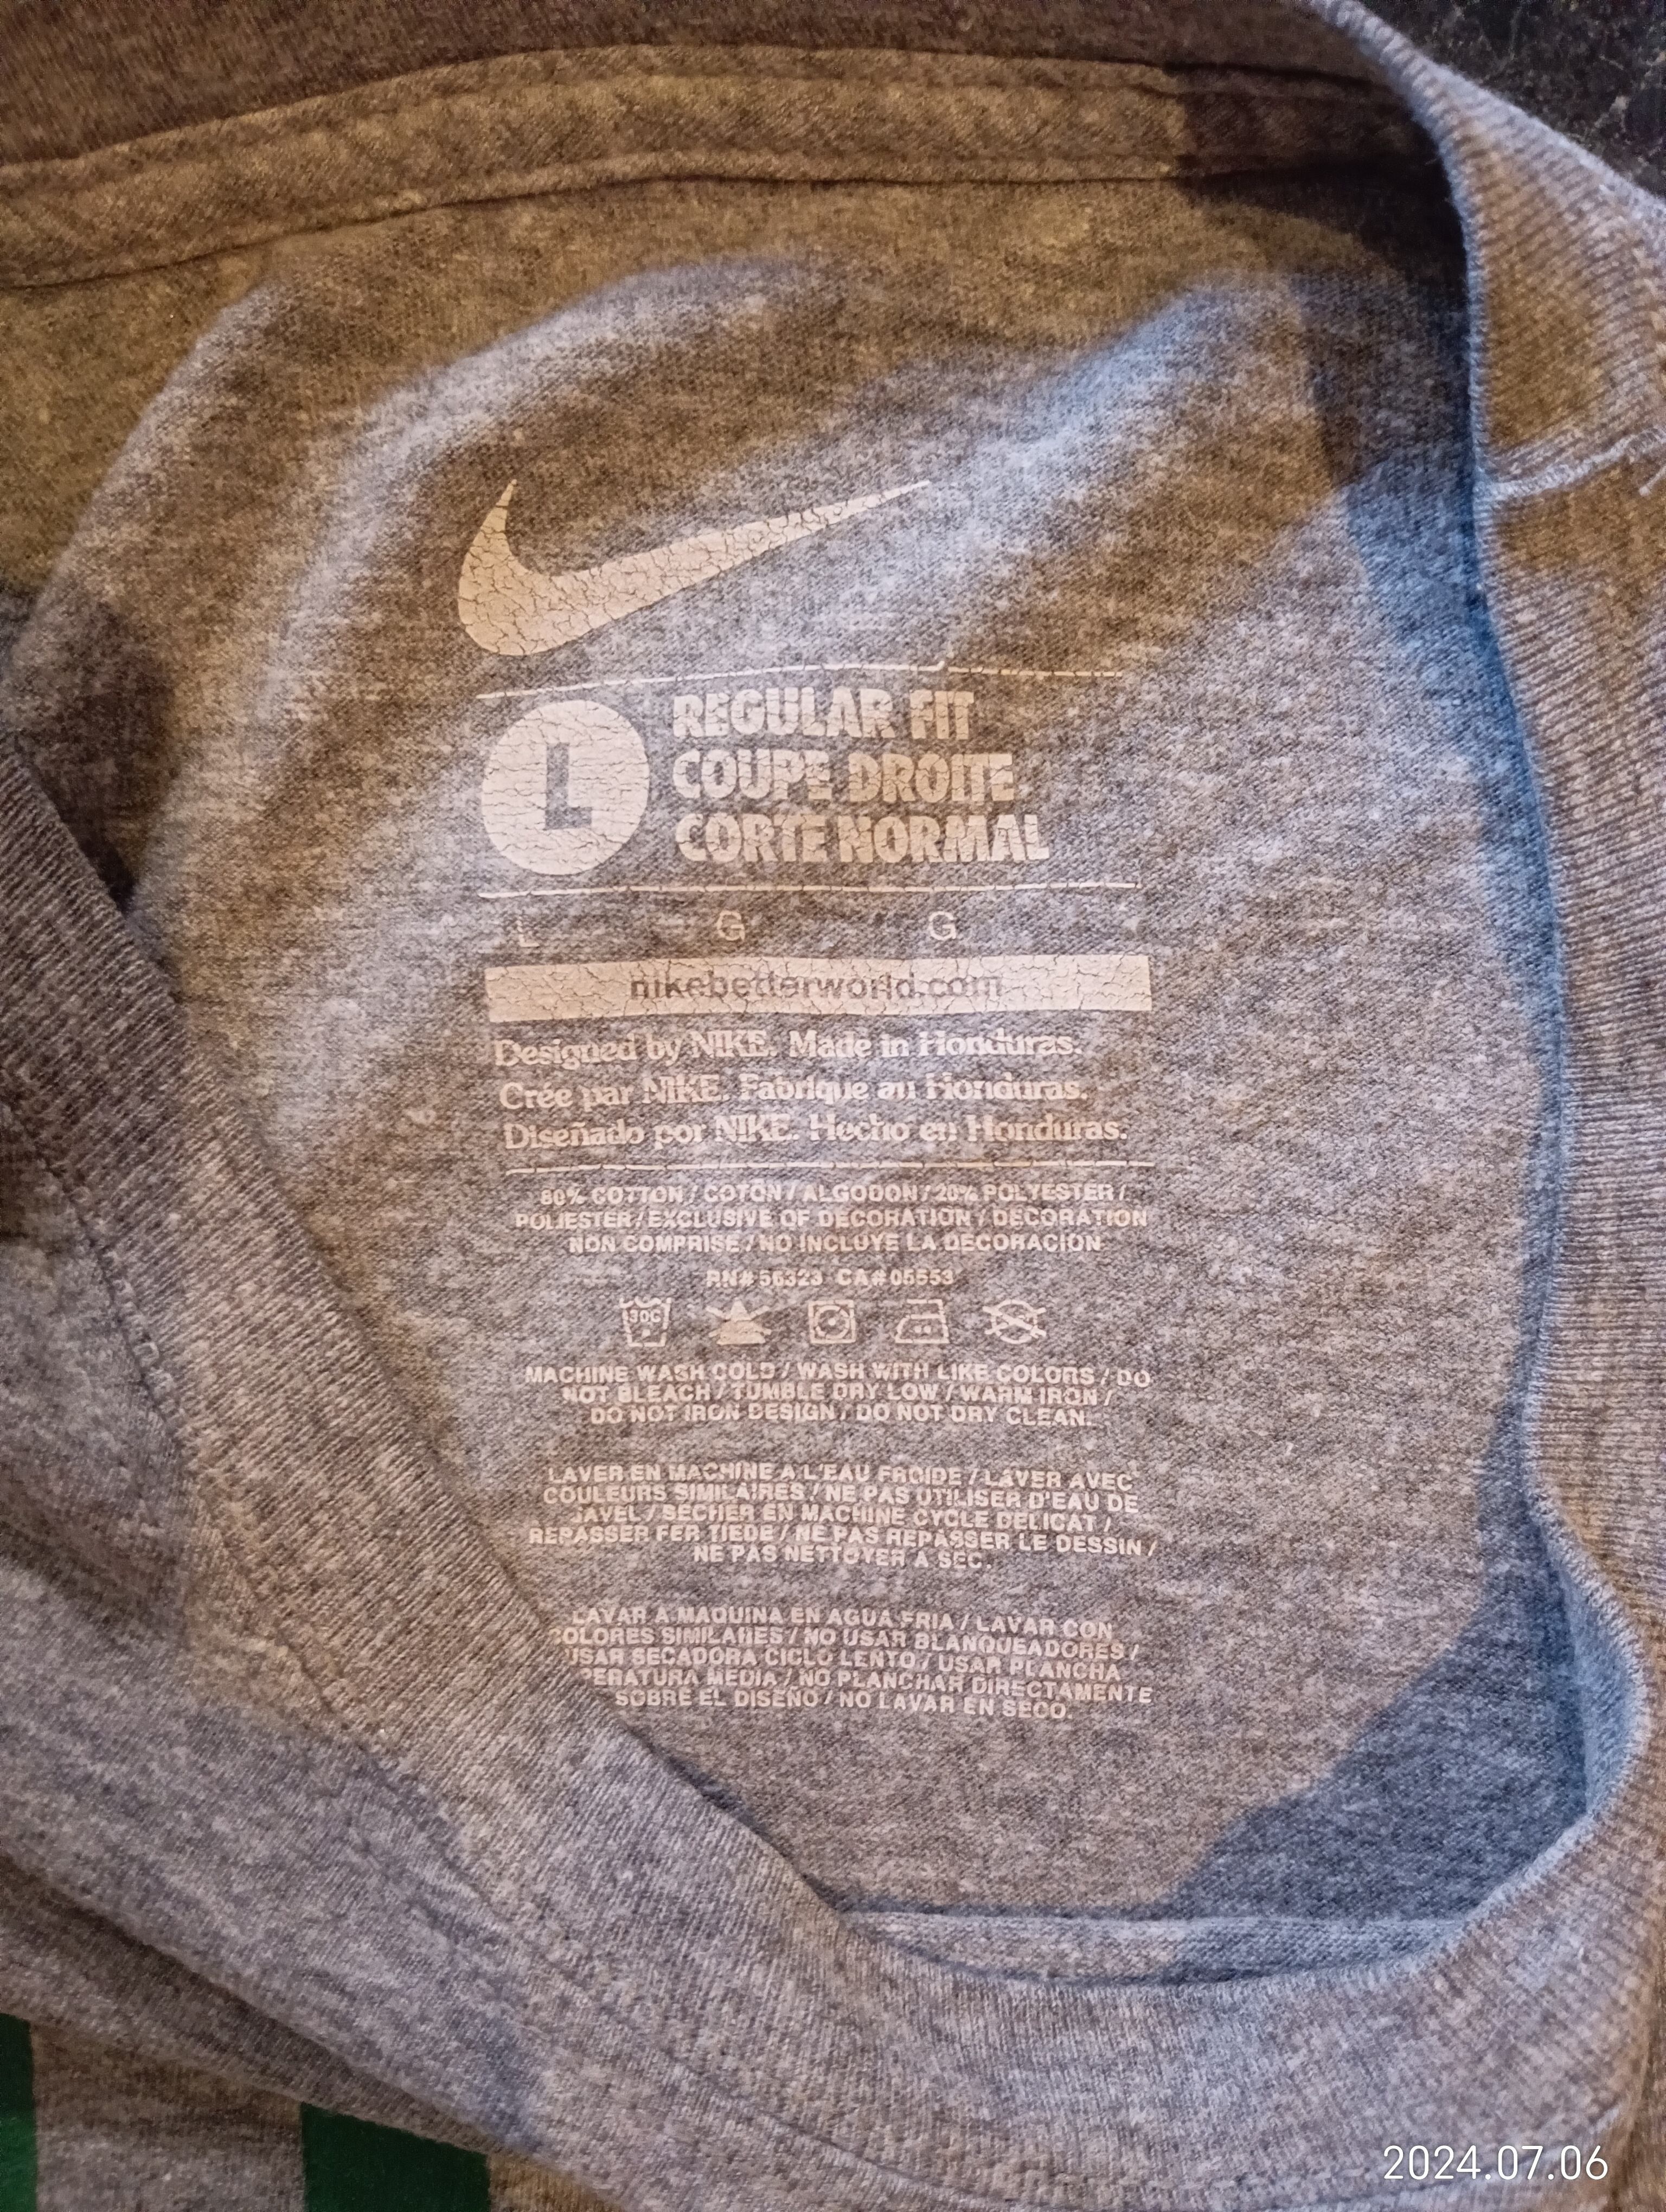 L
REGULAR FIT
COUPE DROITE
CORTE NORMAL
L G G
nikebetterworld.com
Designed by NIKE. Made in Honduras.
Crée par NIKE. Fabrique au Honduras.
Diseñado por NIKE. Hecho en Honduras.
80% COTTON / COTON / ALGODON / 20% POLYESTER /
POLIESTER / EXCLUSIVE OF DECORATION / DECORATION
NON COMPRISE / NO INCLUYE LA DECORACION
RN# 56323 CA# 05553
30C
MACHINE WASH COLD / WASH WITH LIKE COLORS / DO
NOT BLEACH / TUMBLE DRY LOW / WARM IRON /
DO NOT IRON DESIGN / DO NOT DRY CLEAN.
LAVER EN MACHINE A L'EAU FROIDE / LAVER AVEC
COULEURS SIMILAIRES / NE PAS UTILISER D'EAU DE
JAVEL / SECHER EN MACHINE CYCLE DELICAT /
REPASSER FER TIEDE / NE PAS REPASSER LE DESSIN /
NE PAS NETTOYER A SEC.
LAVAR A MAQUINA EN AGUA FRIA / LAVAR CON
COLORES SIMILARES / NO USAR BLANQUEADORES /
USAR SECADORA CICLO LENTO / USAR PLANCHA
PERATURA MEDIA / NO PLANCHAR DIRECTAMENTE
SOBRE EL DISEÑO / NO LAVAR EN SECO.
2024.07.06